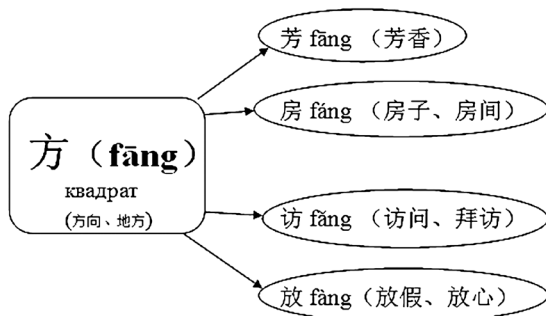 芳 fāng （芳香）
房 fáng （房子、房间）
方（fāng）
квадрат
(方向、地方)
访 fǎng （访问、拜访）
放 fàng（放假、放心）